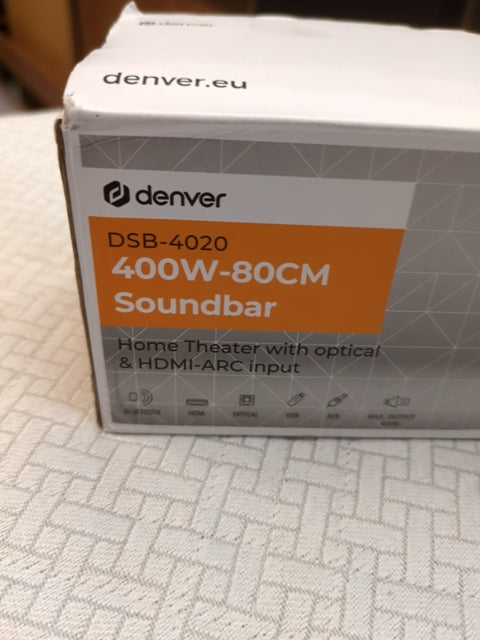 denver.eu
denver
DSB-4020
400W-80CM
Soundbar
Home Theater with optical
& HDMI-ARC input
BLUETOOTH HDMI OPTICAL USB AUX MAX. OUTPUT
400W